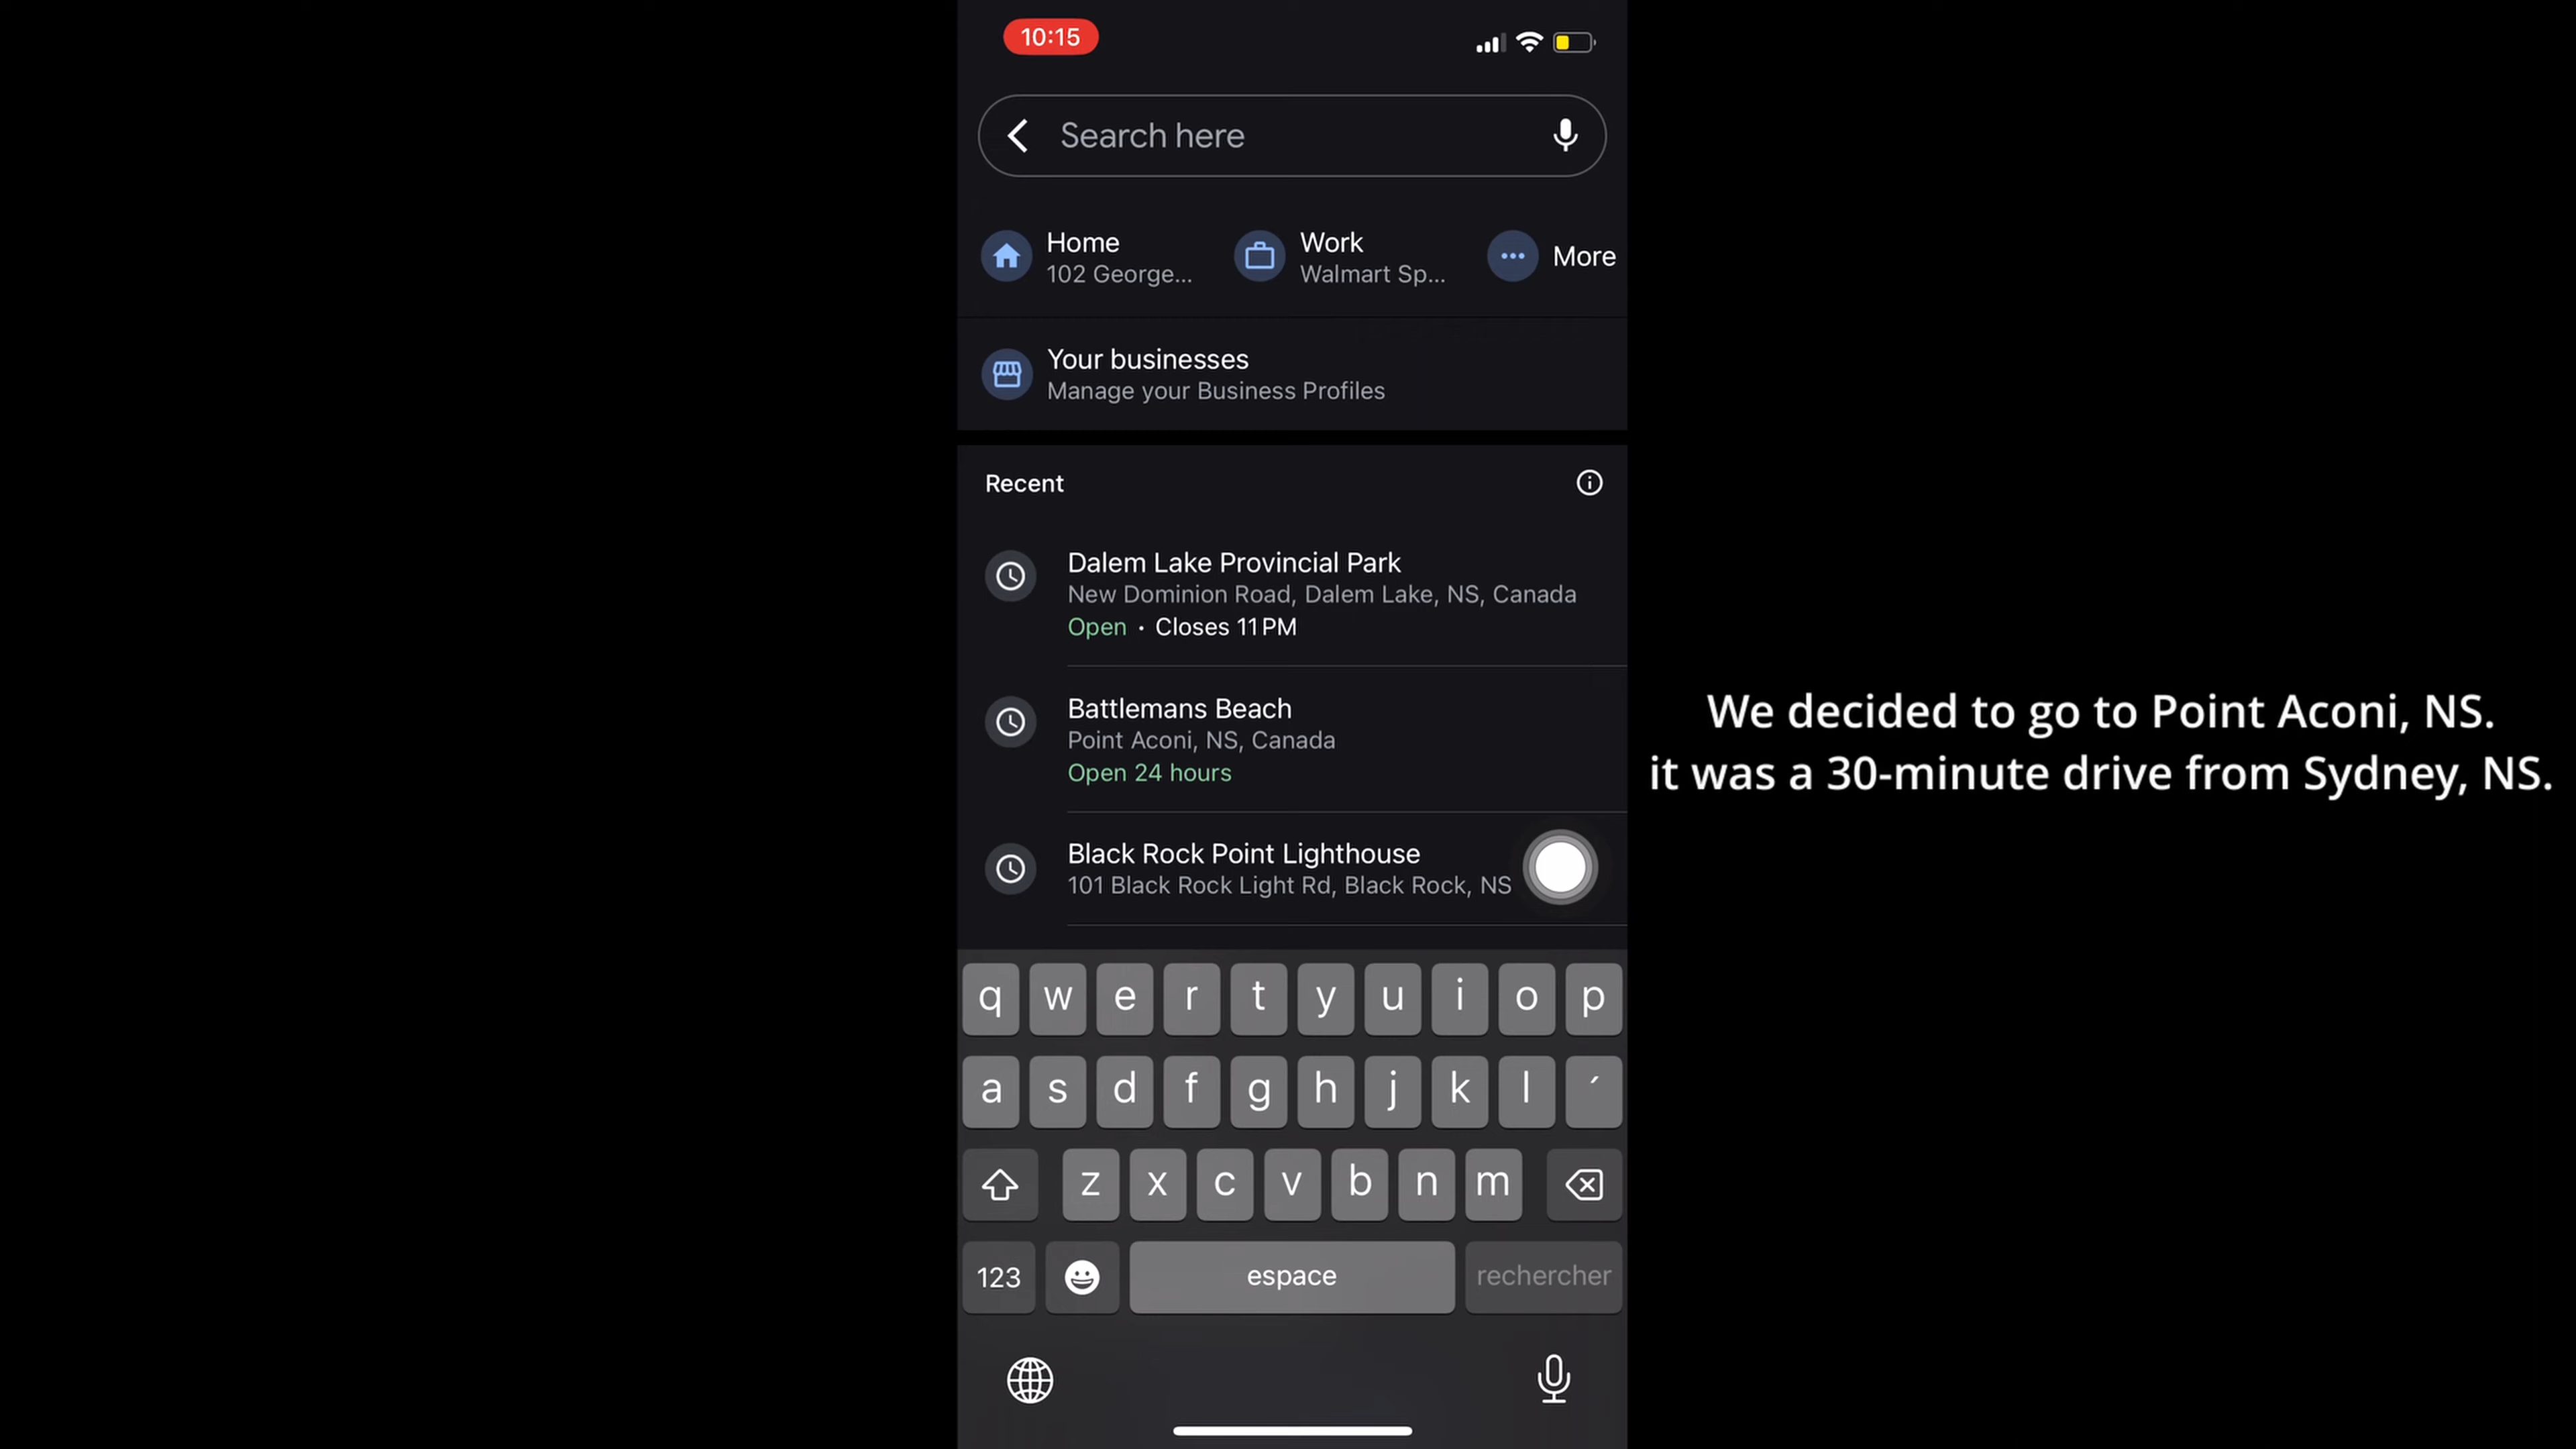 10:15
Search here
Home
102 George...
Work
Walmart Sp...
More
Your businesses
Manage your Business Profiles
Recent
Dalem Lake Provincial Park
New Dominion Road, Dalem Lake, NS, Canada
Open · Closes 11 PM
Battlemans Beach
Point Aconi, NS, Canada
Open 24 hours
Black Rock Point Lighthouse
101 Black Rock Light Rd, Black Rock, NS
We decided to go to Point Aconi, NS.
it was a 30-minute drive from Sydney, NS.
q w e r t y u i o p
a s d f g h j k l ´
z x c v b n m
123 espace rechercher